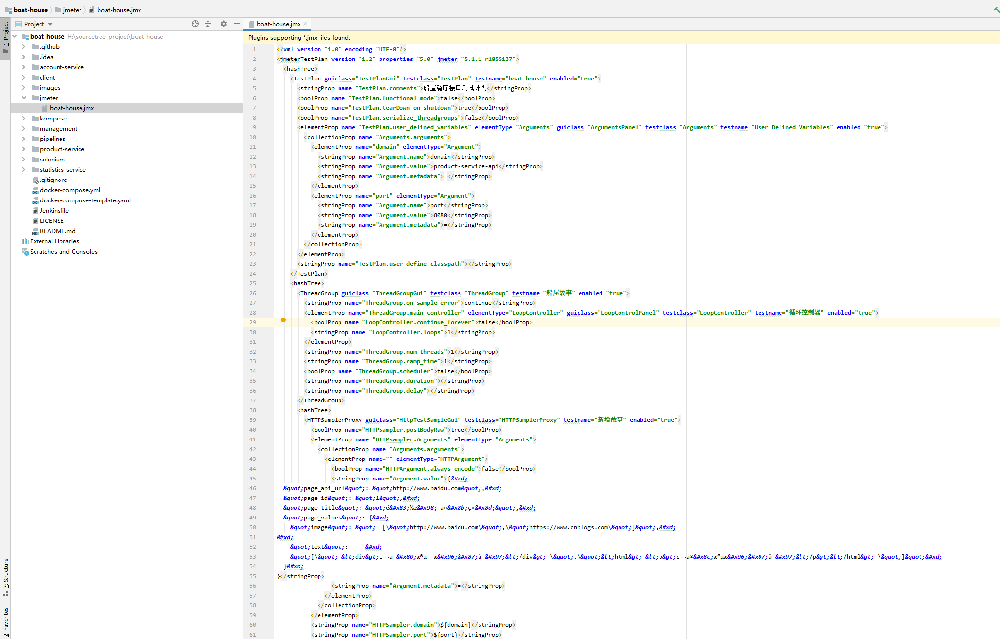 boat-house
jmeter
boat-house.jmx
1: Project
Project
boat-house.jmx
boat-house H:\sourcetree-project\boat-house
Plugins supporting *.jmx files found.
.github
.idea
account-service
client
images
jmeter
boat-house.jmx
kompose
management
pipelines
product-service
selenium
statistics-service
.gitignore
docker-compose.yml
docker-compose-template.yaml
Jenkinsfile
LICENSE
README.md
External Libraries
Scratches and Consoles
7: Structure
2: Favorites
1 <?xml version="1.0" encoding="UTF-8"?>
2 <jmeterTestPlan version="1.2" properties="5.0" jmeter="5.1.1 r1855137">
3 <hashTree>
4 <TestPlan guiclass="TestPlanGui" testclass="TestPlan" testname="boat-house" enabled="true">
5 <stringProp name="TestPlan.comments">船屋餐厅接口测试计划</stringProp>
6 <boolProp name="TestPlan.functional_mode">false</boolProp>
7 <boolProp name="TestPlan.tearDown_on_shutdown">true</boolProp>
8 <boolProp name="TestPlan.serialize_threadgroups">false</boolProp>
9 <elementProp name="TestPlan.user_defined_variables" elementType="Arguments" guiclass="ArgumentsPanel" testclass="Arguments" testname="User Defined Variables" enabled="true">
10 <collectionProp name="Arguments.arguments">
11 <elementProp name="domain" elementType="Argument">
12 <stringProp name="Argument.name">domain</stringProp>
13 <stringProp name="Argument.value">product-service-api</stringProp>
14 <stringProp name="Argument.metadata">=</stringProp>
15 </elementProp>
16 <elementProp name="port" elementType="Argument">
17 <stringProp name="Argument.name">port</stringProp>
18 <stringProp name="Argument.value">8080</stringProp>
19 <stringProp name="Argument.metadata">=</stringProp>
20 </elementProp>
21 </collectionProp>
22 </elementProp>
23 <stringProp name="TestPlan.user_define_classpath"></stringProp>
24 </TestPlan>
25 <hashTree>
26 <ThreadGroup guiclass="ThreadGroupGui" testclass="ThreadGroup" testname="船屋故事" enabled="true">
27 <stringProp name="ThreadGroup.on_sample_error">continue</stringProp>
28 <elementProp name="ThreadGroup.main_controller" elementType="LoopController" guiclass="LoopControlPanel" testclass="LoopController" testname="循环控制器" enabled="true">
29 <boolProp name="LoopController.continue_forever">false</boolProp>
30 <stringProp name="LoopController.loops">1</stringProp>
31 </elementProp>
32 <stringProp name="ThreadGroup.num_threads">1</stringProp>
33 <stringProp name="ThreadGroup.ramp_time">1</stringProp>
34 <boolProp name="ThreadGroup.scheduler">false</boolProp>
35 <stringProp name="ThreadGroup.duration"></stringProp>
36 <stringProp name="ThreadGroup.delay"></stringProp>
37 </ThreadGroup>
38 <hashTree>
39 <HTTPSamplerProxy guiclass="HttpTestSampleGui" testclass="HTTPSamplerProxy" testname="新增故事" enabled="true">
40 <boolProp name="HTTPSampler.postBodyRaw">true</boolProp>
41 <elementProp name="HTTPsampler.Arguments" elementType="Arguments">
42 <collectionProp name="Arguments.arguments">
43 <elementProp name="" elementType="HTTPArgument">
44 <boolProp name="HTTPArgument.always_encode">false</boolProp>
45 <stringProp name="Argument.value">{&#xd;
46 &quot;page_api_url&quot;: &quot;http://www.baidu.com&quot;,&#xd;
47 &quot;page_id&quot;: &quot;1&quot;,&#xd;
48 &quot;page_title&quot;: &quot;é&#x83;½æ&#x98;¯ä»&#x8b;ç»&#x8d;&quot;,&#xd;
49 &quot;page_values&quot;: {&#xd;
50 &quot;image&quot;: &quot; [\&quot;http://www.baidu.com\&quot;,\&quot;https://www.cnblogs.com\&quot;]&quot;,&#xd;
51 &#xd;
52 &quot;text&quot;: &#xd;
53 &quot;[\&quot; &lt;div&gt;ç¬¬ä¸&#x80;æ®µ æ&#x96;&#x87;å­&#x97;&lt;/div&gt; \&quot;,\&quot;&lt;html&gt; &lt;p&gt;ç¬¬äº&#x8c;æ®µæ&#x96;&#x87;å­&#x97;&lt;/p&gt;&lt;/html&gt; \&quot;]&quot;&#xd;
54 }&#xd;
55 }</stringProp>
56 <stringProp name="Argument.metadata">=</stringProp>
57 </elementProp>
58 </collectionProp>
59 </elementProp>
60 <stringProp name="HTTPSampler.domain">${domain}</stringProp>
61 <stringProp name="HTTPSampler.port">${port}</stringProp>